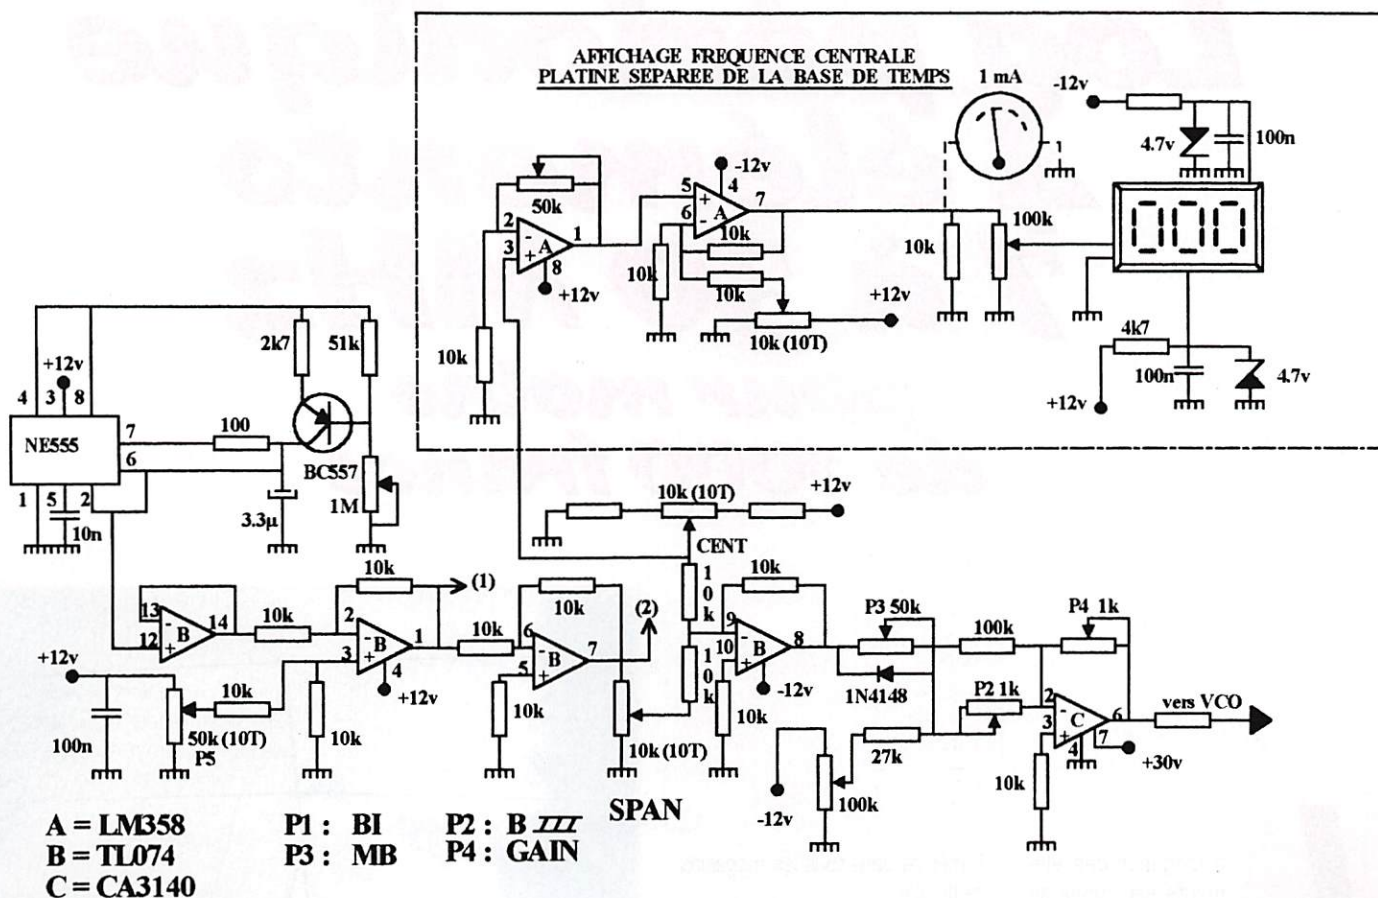 AFFICHAGE FREQUENCE CENTRALE
PLATINE SEPAREE DE LA BASE DE TEMPS
1 mA
-12v
4.7v
100n
50k
2
3
A
1
8
+12v
-12v
5
6
A
4
7
10k
10k
10k
10k
10k (10T)
+12v
10k
100k
000
4k7
100n
+12v
4.7v
+12v
4
3
8
NE555
7
6
1
5
2
10n
100
2k7
51k
BC557
1M
3.3µ
10k (10T)
+12v
CENT
10k
10k
13
12
B
14
10k
10k
(1)
2
3
B
1
4
+12v
+12v
100n
50k (10T)
P5
10k
10k
10k
10k
6
5
B
7
(2)
10k
10k (10T)
SPAN
10k
9
10
B
8
-12v
10k
P3 50k
1N4148
100k
P4 1k
P2 1k
27k
-12v
100k
2
3
C
6
4
7
10k
+30v
vers VCO
A = LM358
B = TL074
C = CA3140
P1 : BI
P3 : MB
P2 : B III
P4 : GAIN